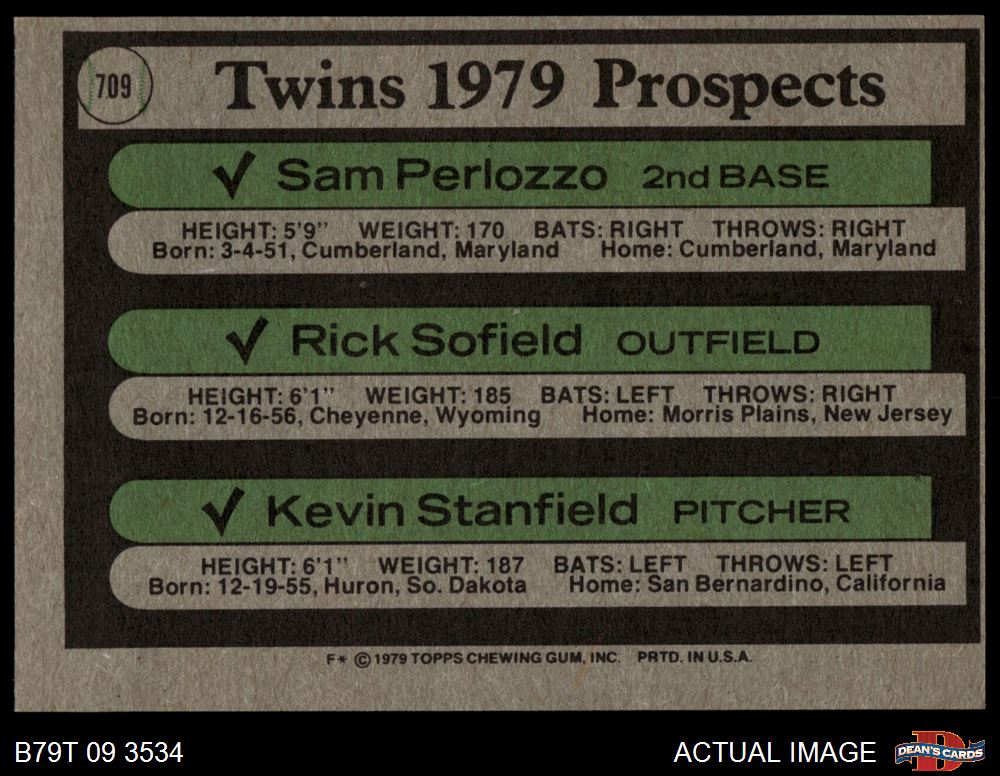 709
Twins 1979 Prospects
✓ Sam Perlozzo 2nd BASE
HEIGHT: 5'9" WEIGHT: 170 BATS: RIGHT THROWS: RIGHT
Born: 3-4-51, Cumberland, Maryland Home: Cumberland, Maryland
✓ Rick Sofield OUTFIELD
HEIGHT: 6'1" WEIGHT: 185 BATS: LEFT THROWS: RIGHT
Born: 12-16-56, Cheyenne, Wyoming Home: Morris Plains, New Jersey
✓ Kevin Stanfield PITCHER
HEIGHT: 6'1" WEIGHT: 187 BATS: LEFT THROWS: LEFT
Born: 12-19-55, Huron, So. Dakota Home: San Bernardino, California
F* © 1979 TOPPS CHEWING GUM, INC. PRTD. IN U.S.A.
B79T 09 3534 ACTUAL IMAGE D DEAN'S CARDS